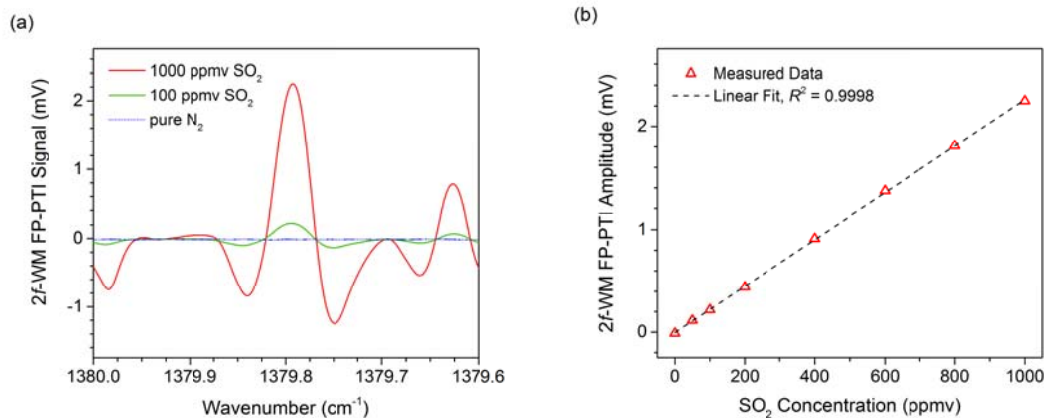 (a)
2f-WM FP-PTI Signal (mV)
2
1
0
-1
1000 ppmv SO₂
100 ppmv SO₂
pure N₂
1380.0 1379.9 1379.8 1379.7 1379.6
Wavenumber (cm⁻¹)
(b)
2f-WM FP-PTI Amplitude (mV)
2
1
0
Measured Data
Linear Fit, R² = 0.9998
0 200 400 600 800 1000
SO₂ Concentration (ppmv)